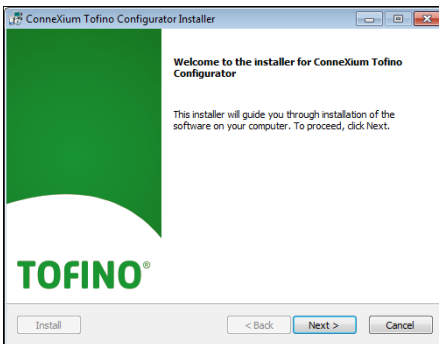 ConneXium Tofino Configurator Installer
Welcome to the installer for ConneXium Tofino
Configurator
This installer will guide you through installation of the
software on your computer. To proceed, click Next.
TOFINO®
Install
< Back
Next >
Cancel